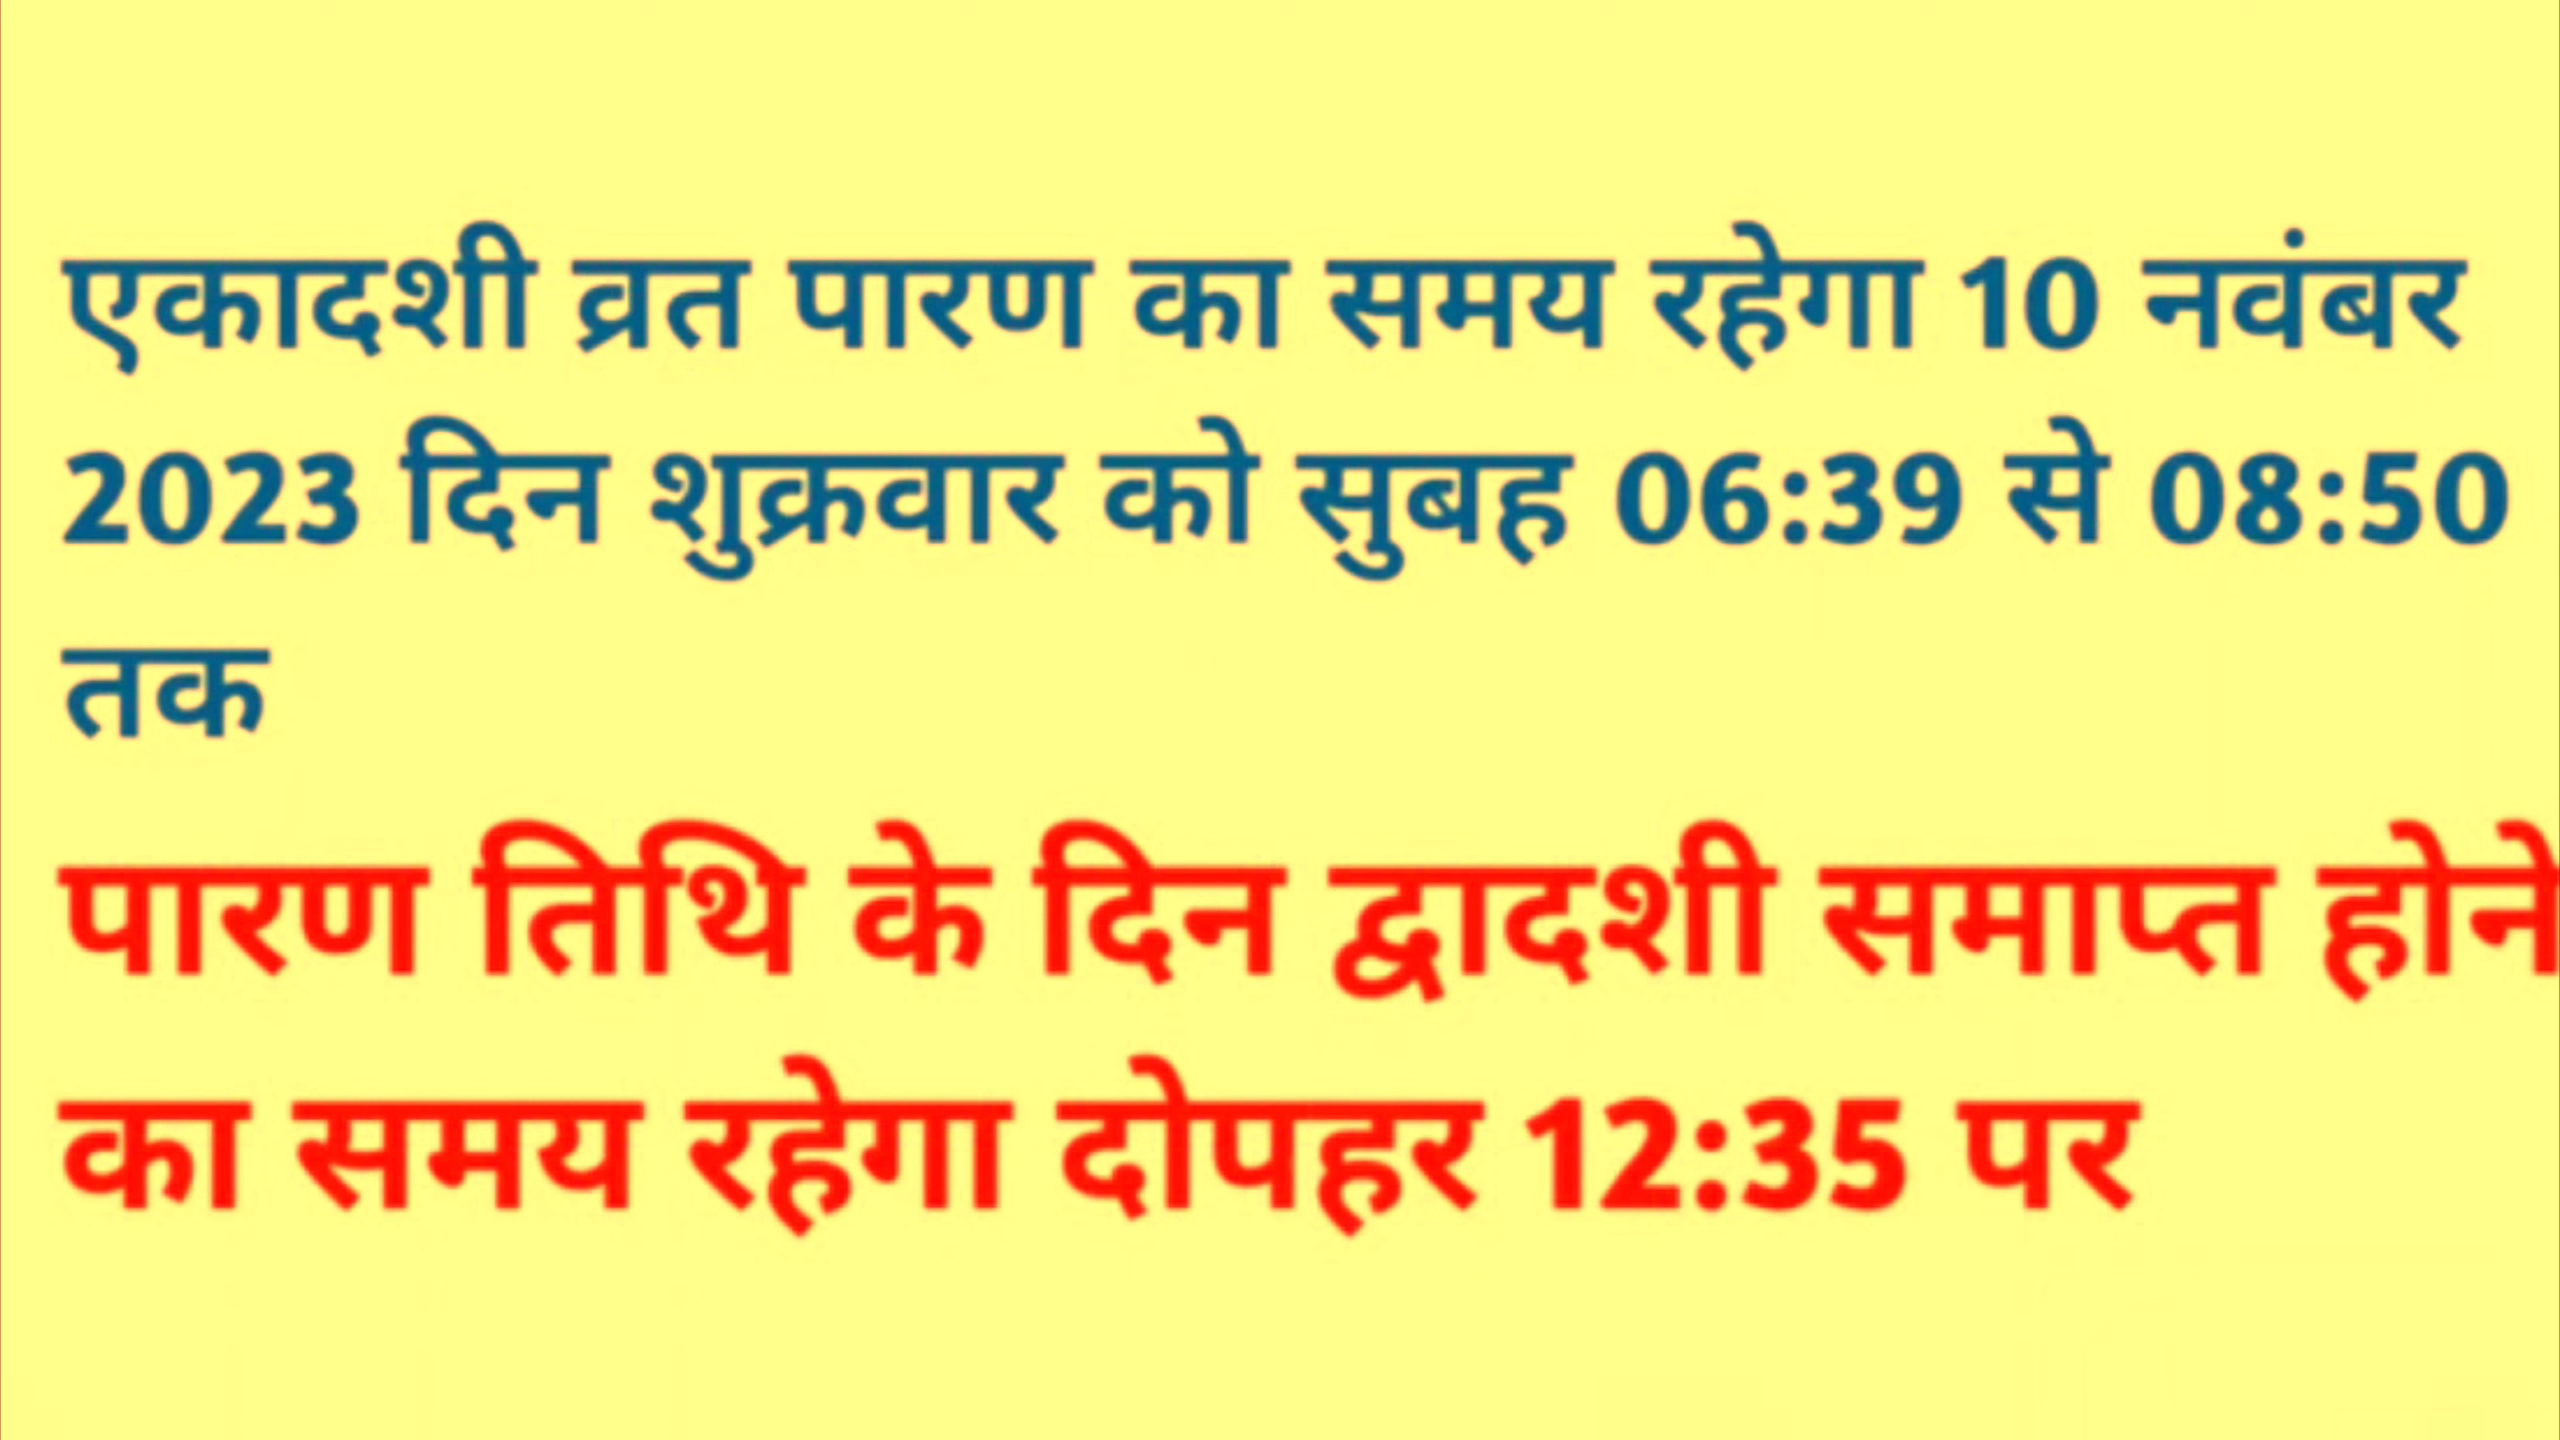 एकादशी व्रत पारण का समय रहेगा 10 नवंबर
2023 दिन शुक्रवार को सुबह 06:39 से 08:50
तक
पारण तिथि के दिन द्वादशी समाप्त होने
का समय रहेगा दोपहर 12:35 पर